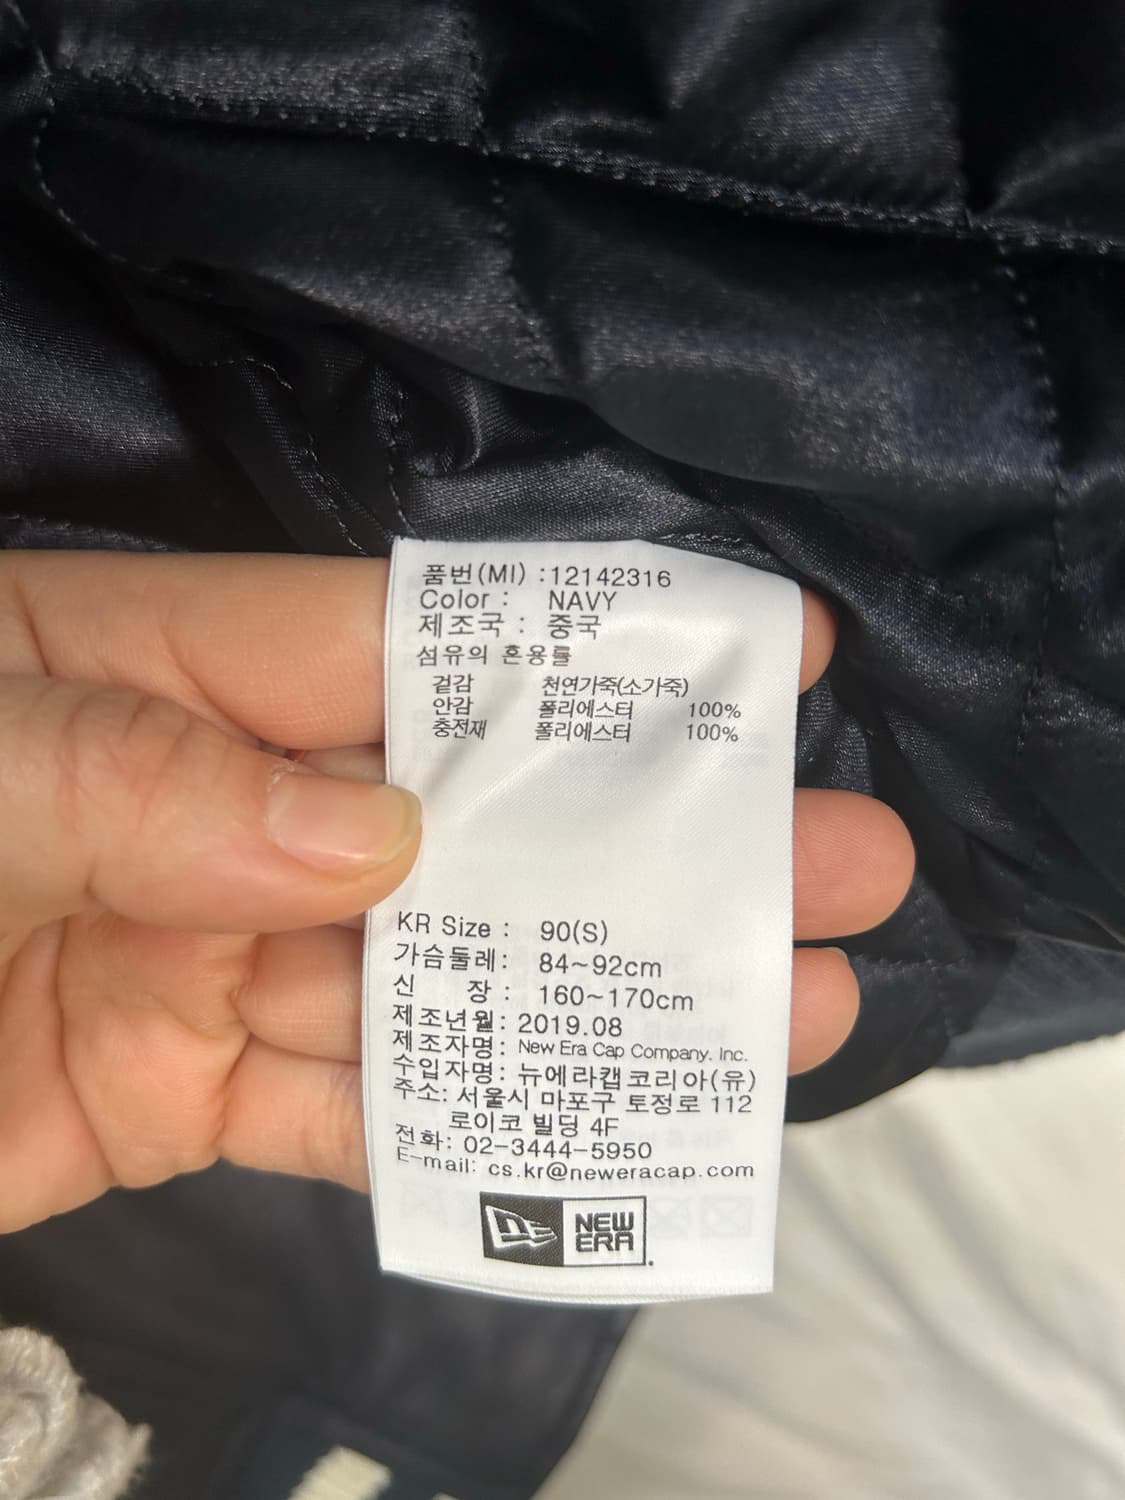 품번(MI) :12142316
Color : NAVY
제조국 : 중국
섬유의 혼용률
겉감 천연가죽(소가죽)
안감 폴리에스터 100%
충전재 폴리에스터 100%
KR Size : 90(S)
가슴둘레: 84~92cm
신 장 : 160~170cm
제조년월: 2019.08
제조자명: New Era Cap Company. Inc.
수입자명: 뉴에라캡코리아(유)
주소: 서울시 마포구 토정로 112
로이코 빌딩 4F
전화: 02-3444-5950
E-mail: cs.kr@neweracap.com
NEW
ERA